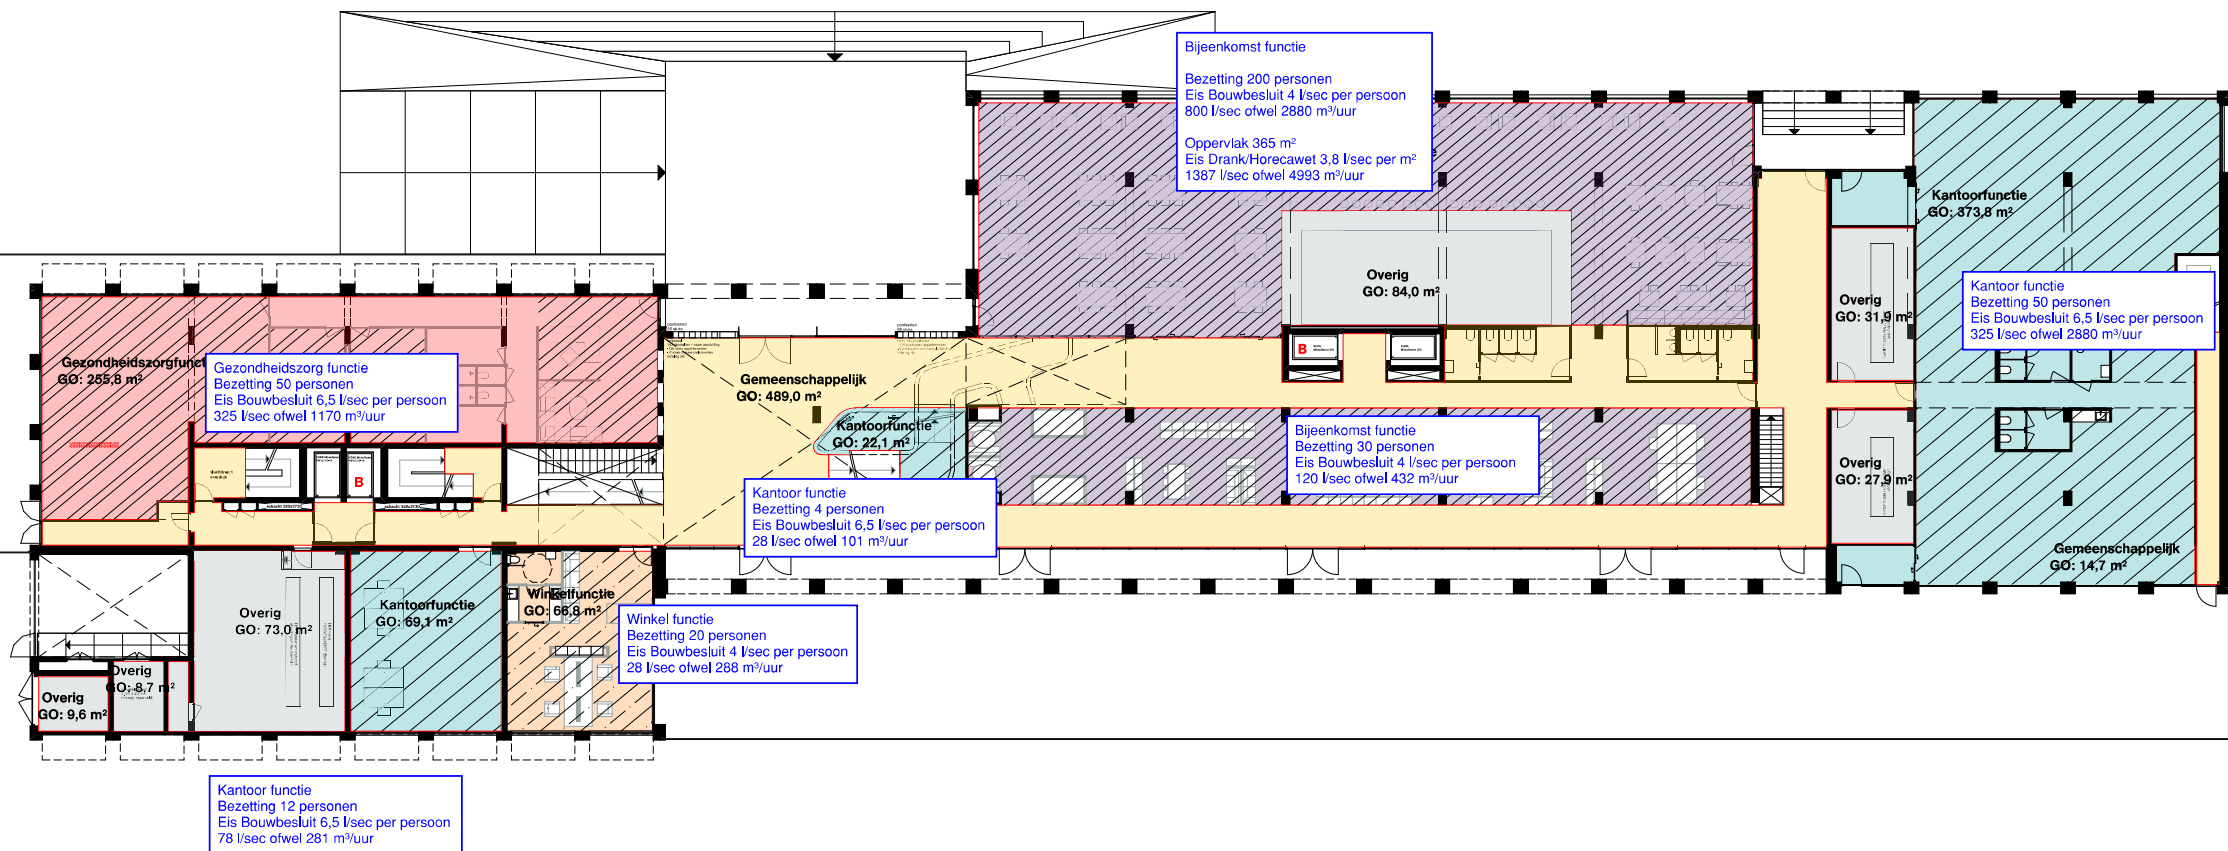 Bijeenkomst functie
Bezetting 200 personen
Eis Bouwbesluit 4 l/sec per persoon
800 l/sec ofwel 2880 m³/uur
Oppervlak 365 m²
Eis Drank/Horecawet 3,8 l/sec per m²
1387 l/sec ofwel 4993 m³/uur
Kantoorfunctie
GO: 373,8 m²
Overig
GO: 84,0 m²
Overig
GO: 31,9 m²
Kantoor functie
Bezetting 50 personen
Eis Bouwbesluit 6,5 l/sec per persoon
325 l/sec ofwel 2880 m³/uur
Gezondheidszorgfunct
GO: 255,8 m²
Gezondheidszorg functie
Bezetting 50 personen
Eis Bouwbesluit 6,5 l/sec per persoon
325 l/sec ofwel 1170 m³/uur
B
Gemeenschappelijk
GO: 489,0 m²
Kantoorfunctie
GO: 22,1 m²
Bijeenkomst functie
Bezetting 30 personen
Eis Bouwbesluit 4 l/sec per persoon
120 l/sec ofwel 432 m³/uur
Overig
GO: 27,9 m²
B
Kantoor functie
Bezetting 4 personen
Eis Bouwbesluit 6,5 l/sec per persoon
28 l/sec ofwel 101 m³/uur
Gemeenschappelijk
GO: 14,7 m²
Overig
GO: 73,0 m²
Kantoorfunctie
GO: 69,1 m²
Winkelfunctie
GO: 66,8 m²
Winkel functie
Bezetting 20 personen
Eis Bouwbesluit 4 l/sec per persoon
28 l/sec ofwel 288 m³/uur
Overig
GO: 8,7 m²
Overig
GO: 9,6 m²
Kantoor functie
Bezetting 12 personen
Eis Bouwbesluit 6,5 l/sec per persoon
78 l/sec ofwel 281 m³/uur